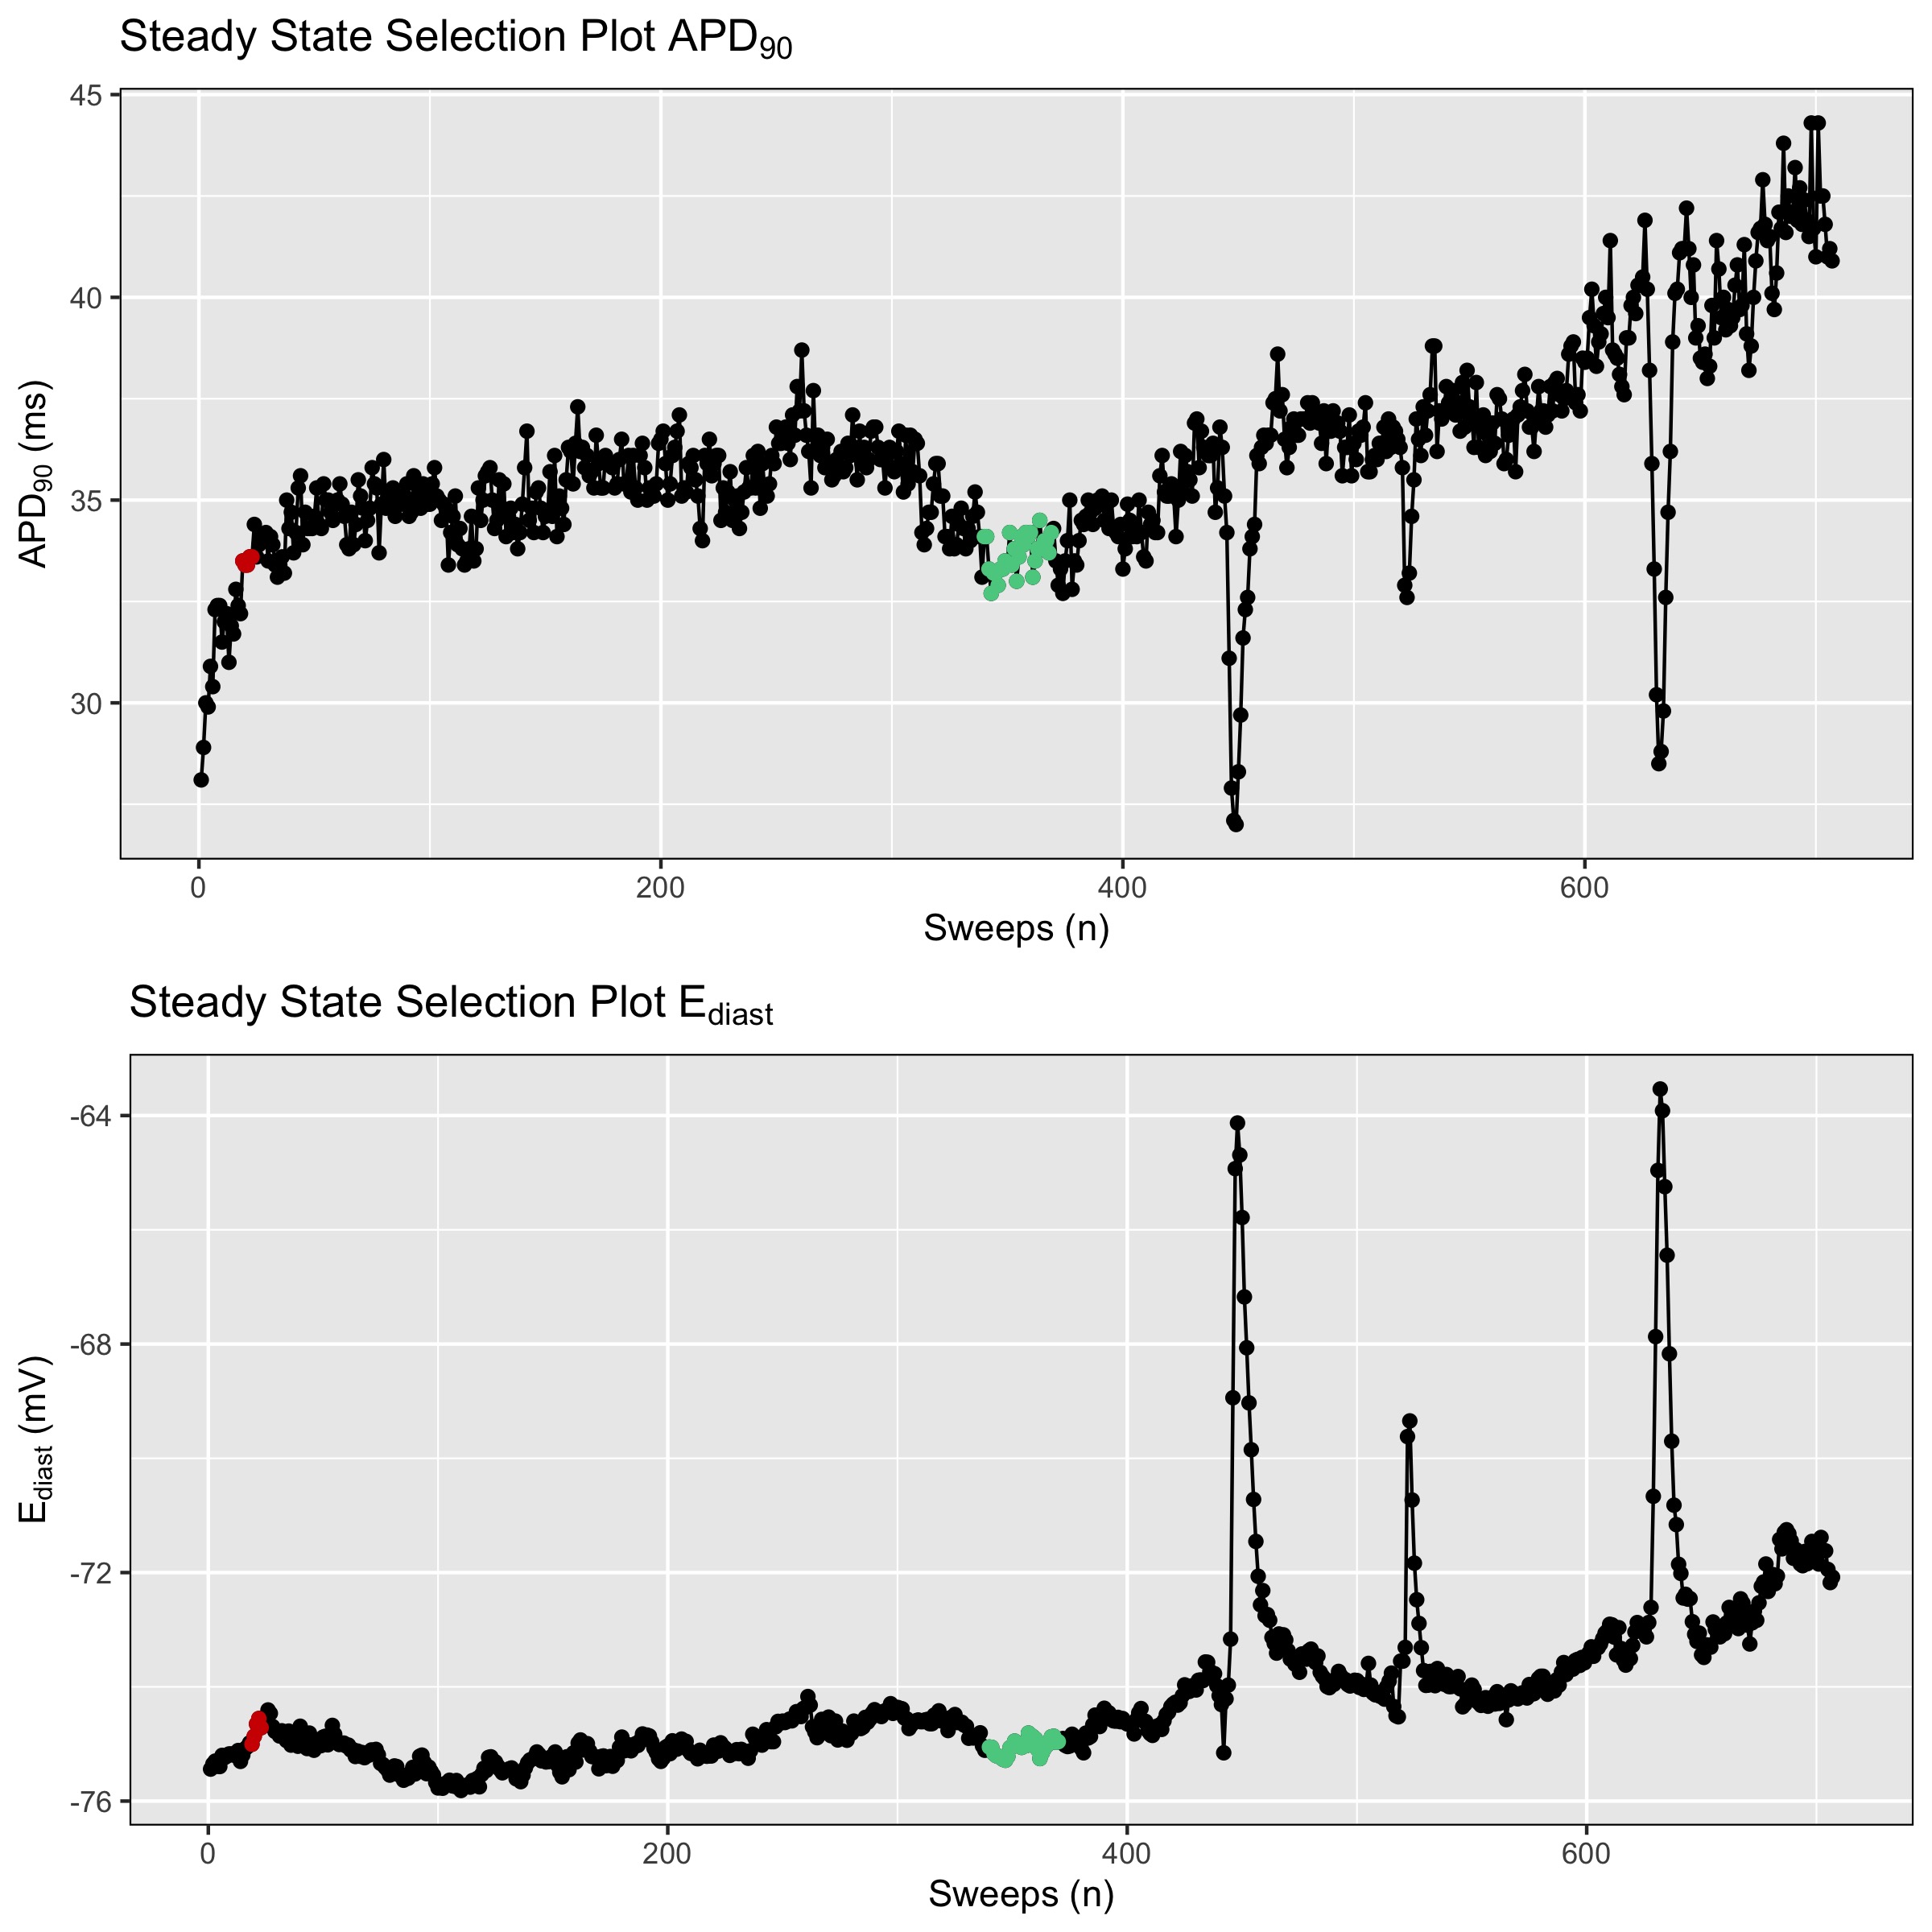 Steady State Selection Plot APD90
45
40
35
30
APD90 (ms)
0 200 400 600
Sweeps (n)
Steady State Selection Plot Ediast
-64
-68
-72
-76
Ediast (mV)
0 200 400 600
Sweeps (n)